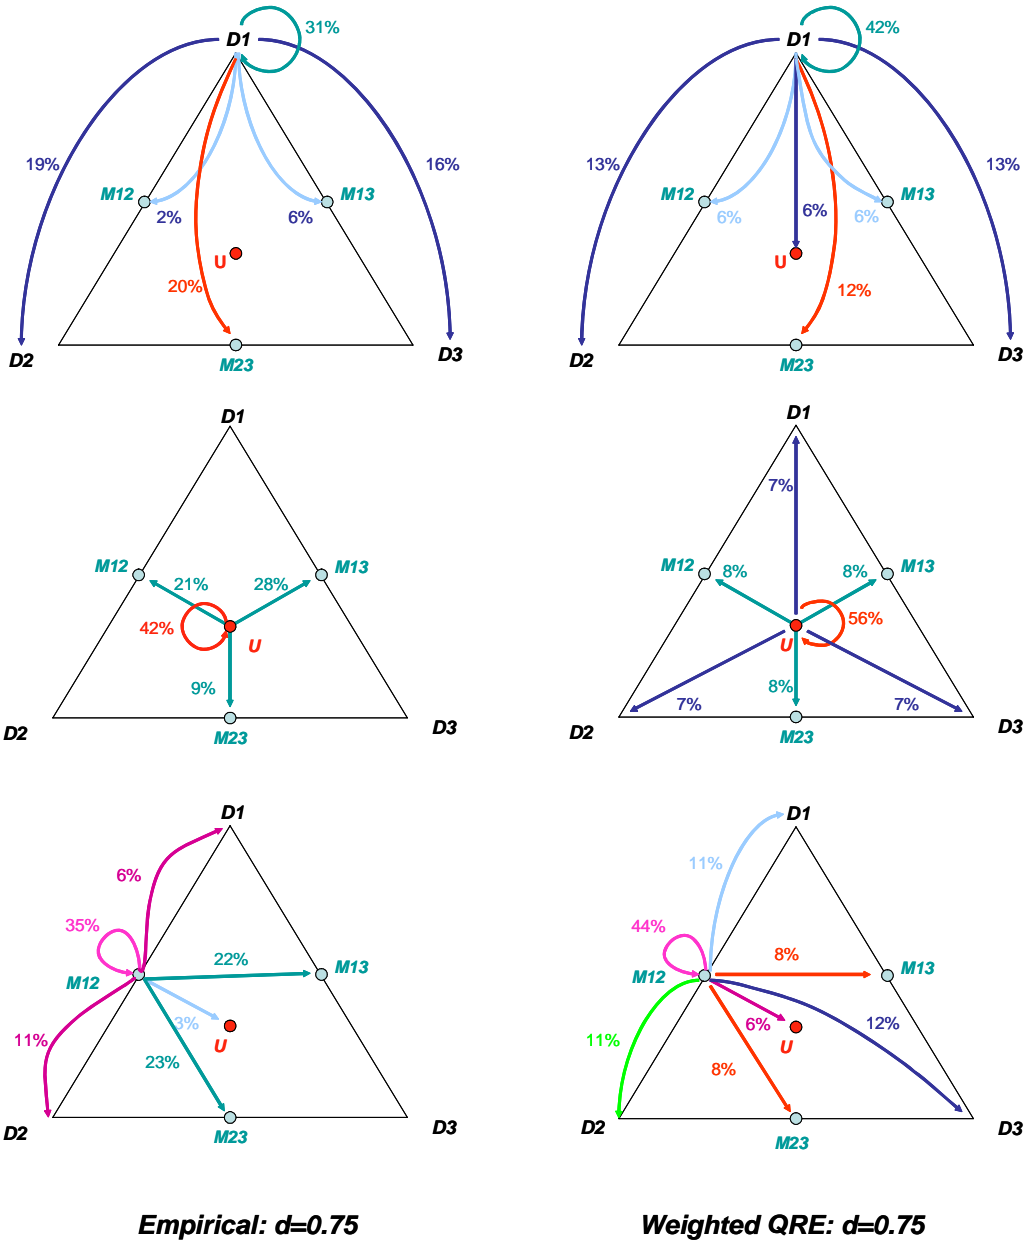 31%
D1
19%
16%
M12
M13
2%
6%
U
20%
D2
D3
M23
42%
D1
13%
13%
M12
M13
6%
6%
6%
U
12%
D2
D3
M23
D1
M12
M13
21%
28%
42%
U
9%
D2
D3
M23
D1
7%
M12
8%
8%
M13
56%
U
8%
7%
7%
D2
D3
M23
D1
6%
35%
22%
M13
M12
3%
11%
U
23%
D2
D3
M23
D1
11%
44%
8%
M13
M12
6%
12%
11%
U
8%
D2
D3
M23
Empirical: d=0.75
Weighted QRE: d=0.75